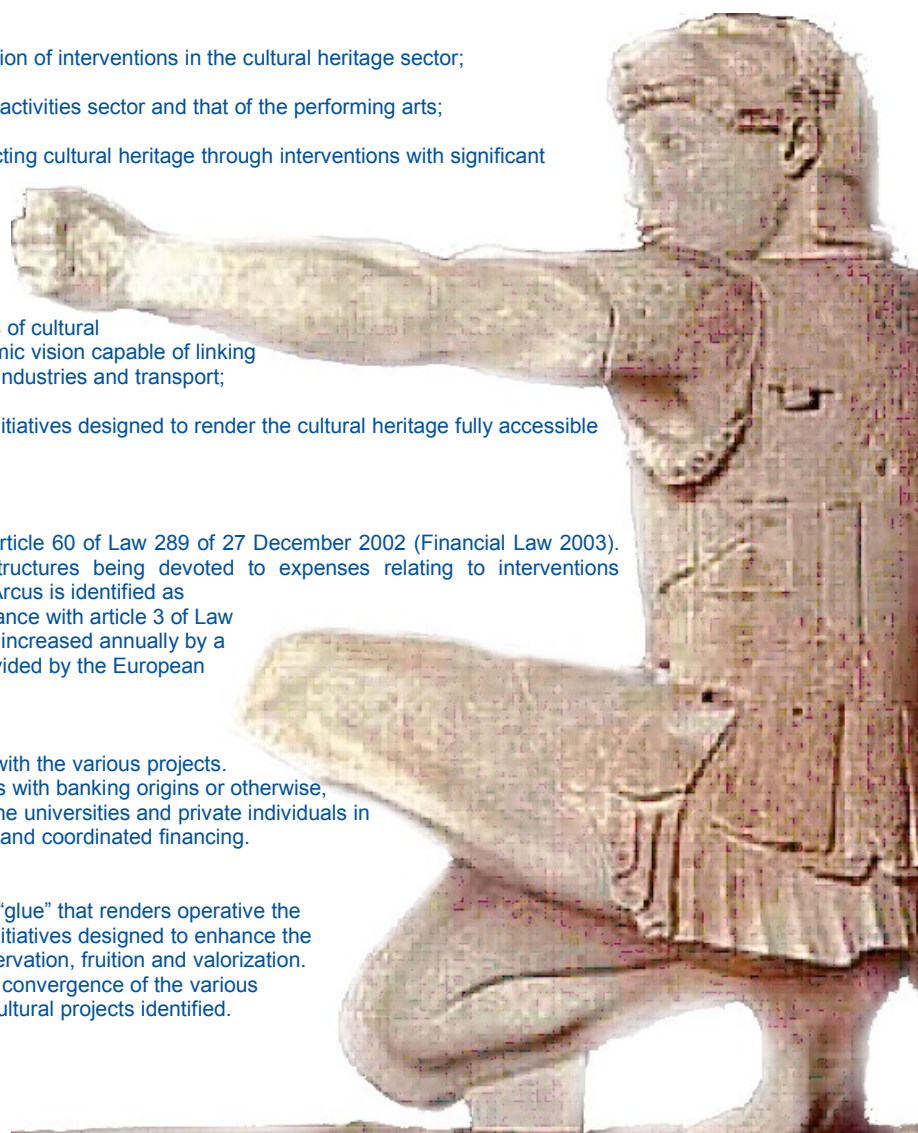 ion of interventions in the cultural heritage sector;
activities sector and that of the performing arts;
cting cultural heritage through interventions with significant
s of cultural
mic vision capable of linking
industries and transport;
itiatives designed to render the cultural heritage fully accessible
rticle 60 of Law 289 of 27 December 2002 (Financial Law 2003).
tructures being devoted to expenses relating to interventions
Arcus is identified as
ance with article 3 of Law
increased annually by a
vided by the European
with the various projects.
s with banking origins or otherwise,
he universities and private individuals in
and coordinated financing.
“glue” that renders operative the
itiatives designed to enhance the
ervation, fruition and valorization.
convergence of the various
ultural projects identified.